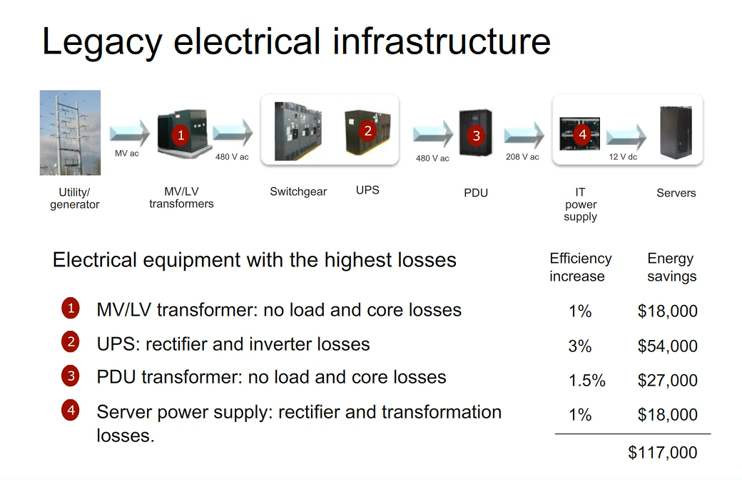 Legacy electrical infrastructure
1
2
3
4
MV ac
480 V ac
480 V ac
208 V ac
12 V dc
Utility/
generator
MV/LV
transformers
Switchgear
UPS
PDU
IT
power
supply
Servers
Electrical equipment with the highest losses
Efficiency
increase
Energy
savings
1 MV/LV transformer: no load and core losses 1% $18,000
2 UPS: rectifier and inverter losses 3% $54,000
3 PDU transformer: no load and core losses 1.5% $27,000
4 Server power supply: rectifier and transformation 1% $18,000
losses.
$117,000